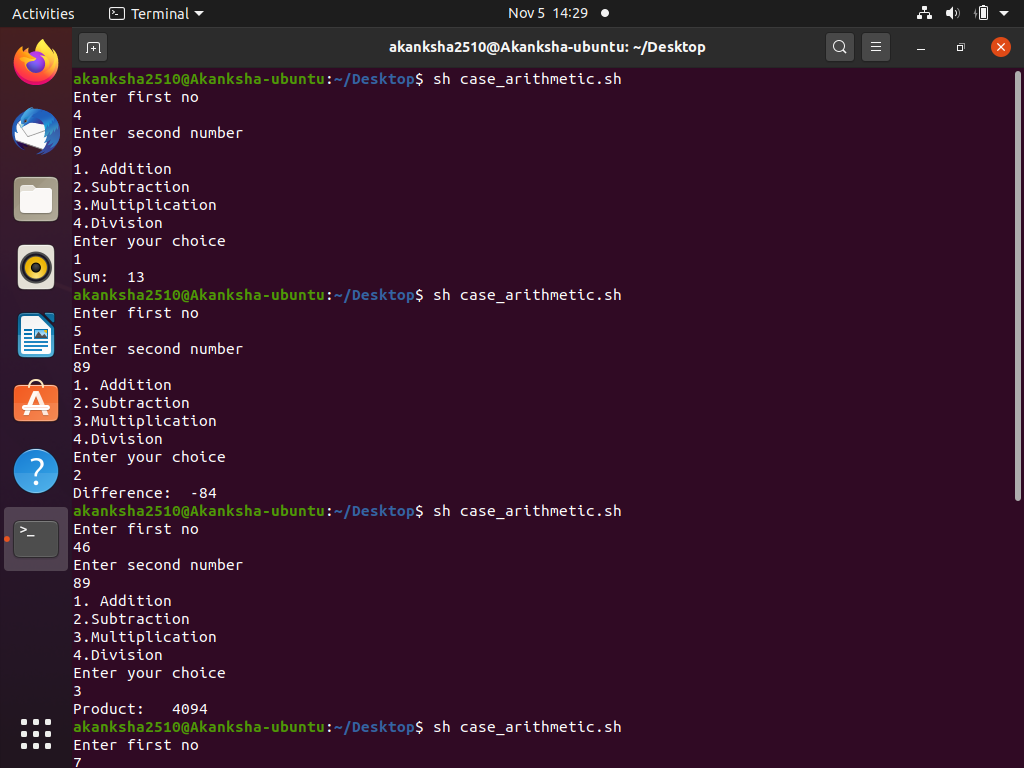 Activities
Terminal
Nov 5 14:29
akanksha2510@Akanksha-ubuntu: ~/Desktop
akanksha2510@Akanksha-ubuntu:~/Desktop$ sh case_arithmetic.sh
Enter first no
4
Enter second number
9
1. Addition
2.Subtraction
3.Multiplication
4.Division
Enter your choice
1
Sum:  13
akanksha2510@Akanksha-ubuntu:~/Desktop$ sh case_arithmetic.sh
Enter first no
5
Enter second number
89
1. Addition
2.Subtraction
3.Multiplication
4.Division
Enter your choice
2
Difference:  -84
akanksha2510@Akanksha-ubuntu:~/Desktop$ sh case_arithmetic.sh
Enter first no
46
Enter second number
89
1. Addition
2.Subtraction
3.Multiplication
4.Division
Enter your choice
3
Product:   4094
akanksha2510@Akanksha-ubuntu:~/Desktop$ sh case_arithmetic.sh
Enter first no
7